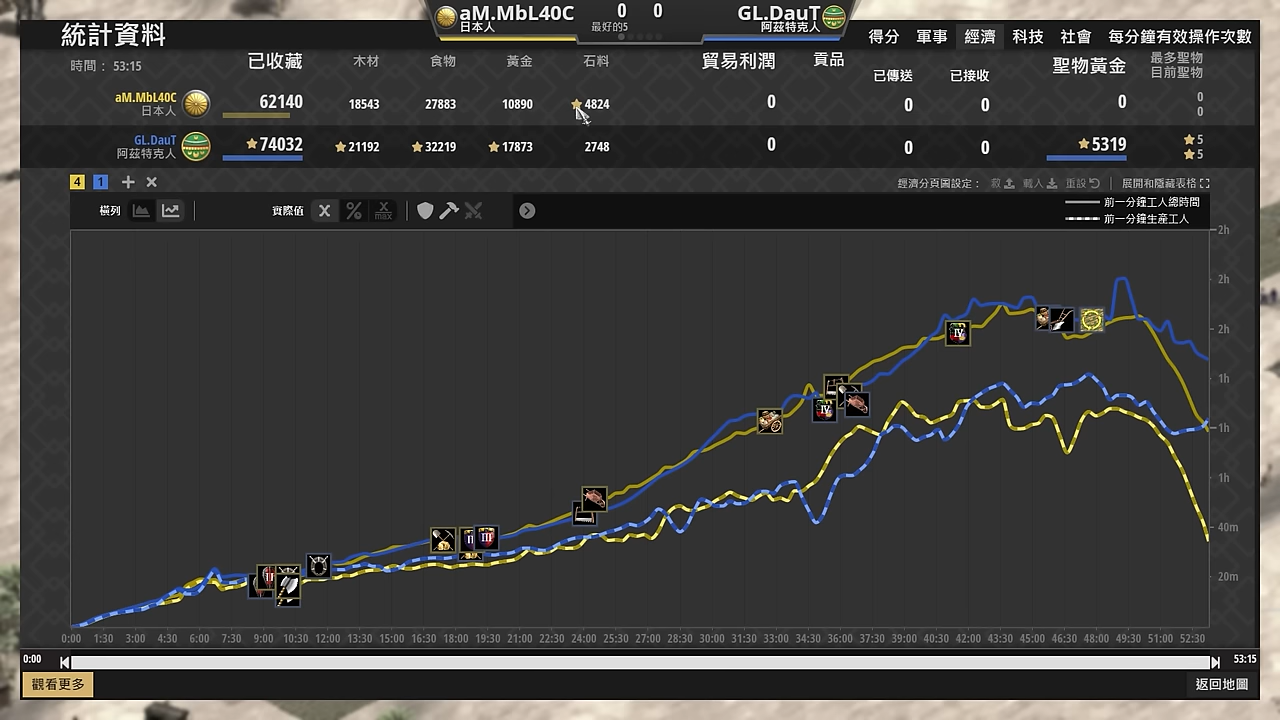 aM.MbL40C
日本人
0 0
最好的5
GL.DauT
阿茲特克人
統計資料
得分 軍事 經濟 科技 社會 每分鐘有效操作次數
時間： 53:15
已收藏 木材 食物 黃金 石料 貿易利潤 貢品 已傳送 已接收 聖物黃金 最多聖物
目前聖物
aM.MbL40C
日本人
62140 18543 27883 10890 4824 0 0 0 0 0
0
GL.DauT
阿茲特克人
74032 21192 32219 17873 2748 0 0 0 5319 5
5
4 1
經濟分頁圖設定： 載入 重設 展開和隱藏表格
橫列 實際值 X % X
max
前一分鐘工人總時間
前一分鐘生產工人
2h
2h
2h
1h
1h
1h
40m
20m
IV
IV
II III
II
0:00 1:30 3:00 4:30 6:00 7:30 9:00 10:30 12:00 13:30 15:00 16:30 18:00 19:30 21:00 22:30 24:00 25:30 27:00 28:30 30:00 31:30 33:00 34:30 36:00 37:30 39:00 40:30 42:00 43:30 45:00 46:30 48:00 49:30 51:00 52:30
0:00 53:15
觀看更多 返回地圖